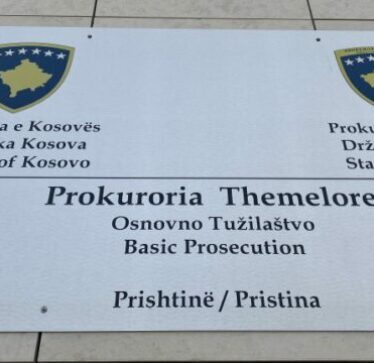 a e Kosovës
ka Kosova
of Kosovo
Proku
Drž
Sta
Prokuroria Themelore
Osnovno Tužilaštvo
Basic Prosecution
Prishtinë / Pristina